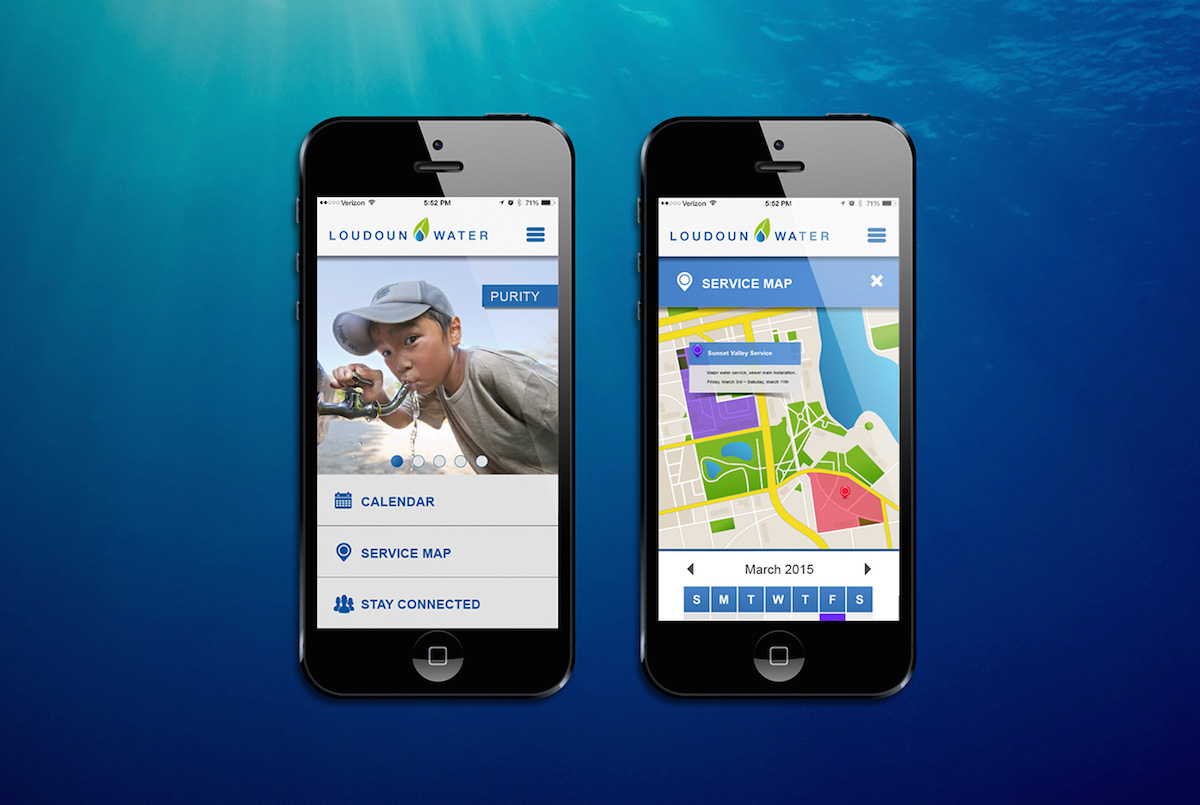 Verizon 5:52 PM 71%
LOUDOUN WATER
PURITY
CALENDAR
SERVICE MAP
STAY CONNECTED
Verizon 5:52 PM 71%
LOUDOUN WATER
SERVICE MAP
Sunset Valley Service
Major water service, sewer main installation.
Friday, March 3rd – Saturday, March 11th
March 2015
S M T W T F S